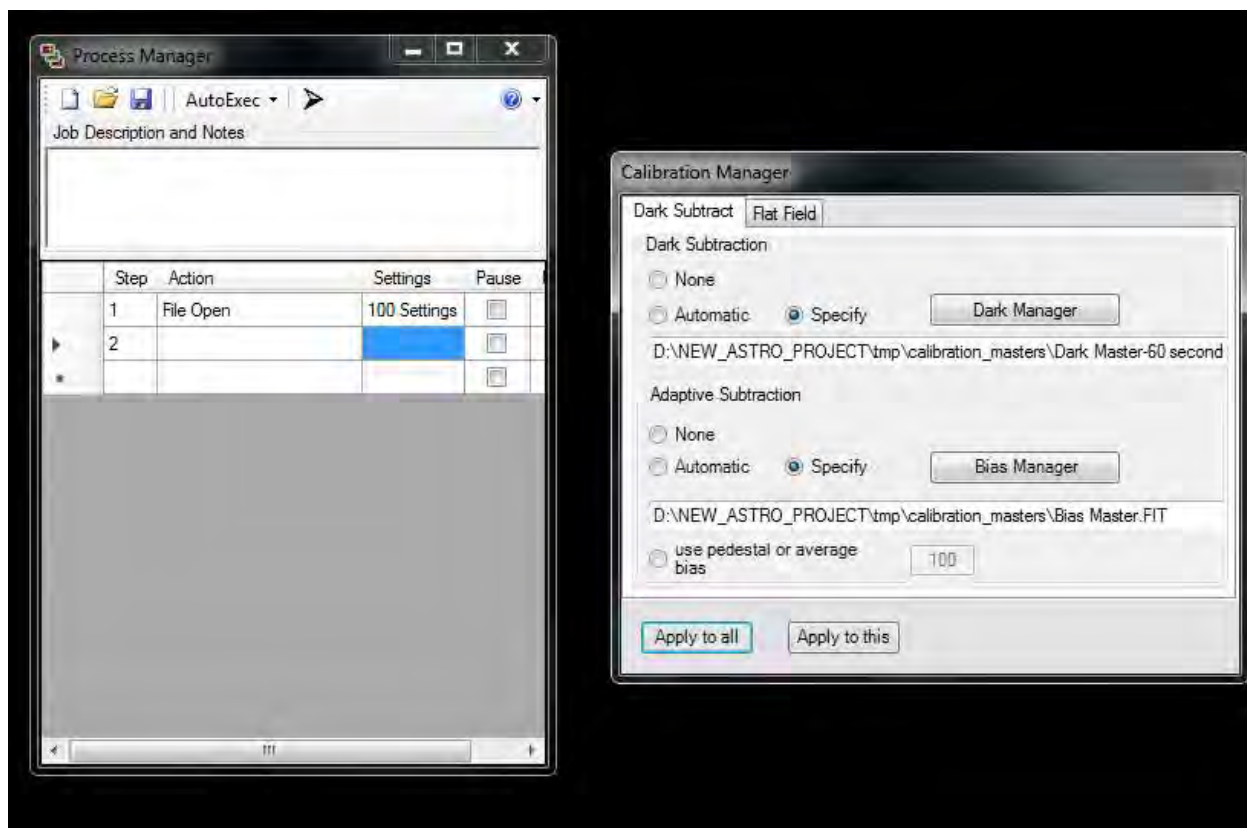 Process Manager
AutoExec
Job Description and Notes
Step Action Settings Pause
1 File Open 100 Settings
2
Calibration Manager
Dark Subtract Flat Field
Dark Subtraction
None
Automatic Specify Dark Manager
D:\NEW_ASTRO_PROJECT\tmp\calibration_masters\Dark Master-60 second
Adaptive Subtraction
None
Automatic Specify Bias Manager
D:\NEW_ASTRO_PROJECT\tmp\calibration_masters\Bias Master.FIT
use pedestal or average
bias
100
Apply to all Apply to this